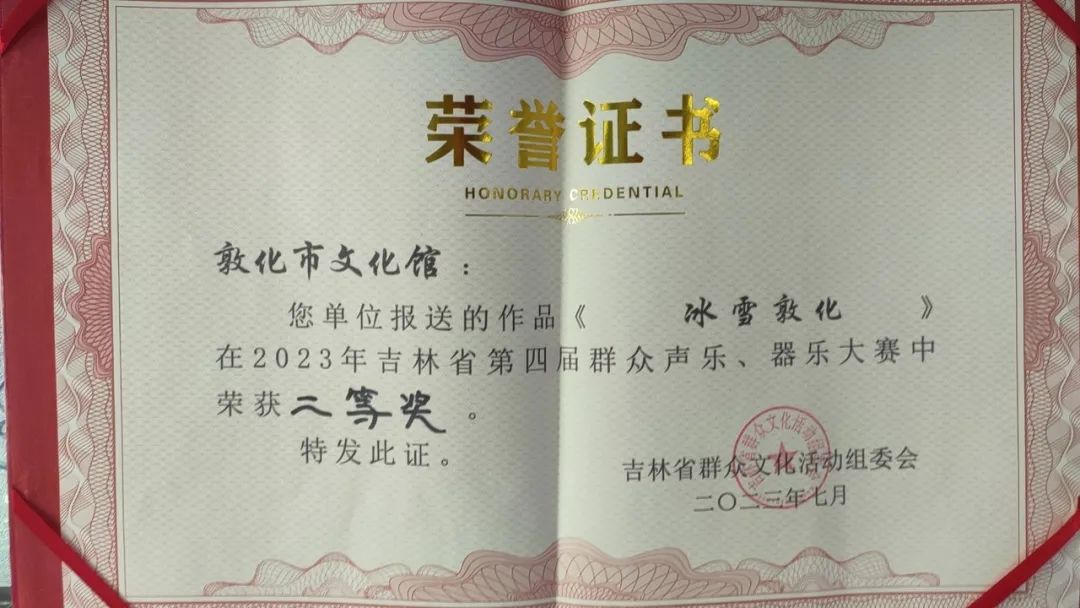 荣誉证书
HONORARY CREDENTIAL
敦化市文化馆：
您单位报送的作品《 冰雪敦化 》
在2023年吉林省第四届群众声乐、器乐大赛中
荣获二等奖。
特发此证。
吉林省群众文化活动组委会
二〇二三年七月